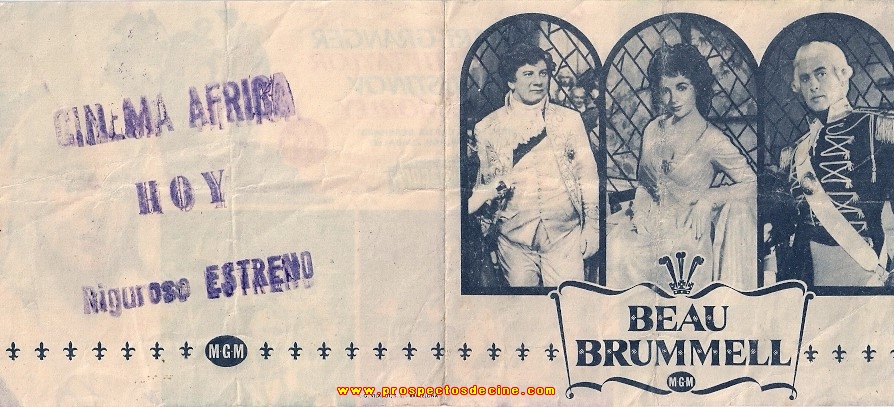 CINEMA AFRICA
HOY
Riguroso ESTRENO
MGM
BEAU
BRUMMELL
MGM
www.prospectosdecine.com